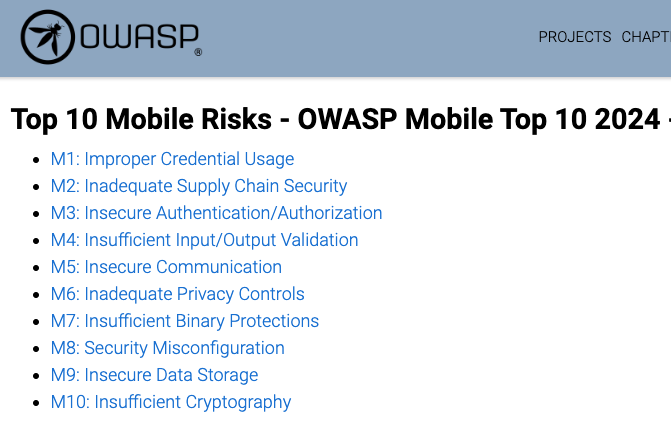 OWASP®
PROJECTS
Top 10 Mobile Risks - OWASP Mobile Top 10 2024 -
M1: Improper Credential Usage
M2: Inadequate Supply Chain Security
M3: Insecure Authentication/Authorization
M4: Insufficient Input/Output Validation
M5: Insecure Communication
M6: Inadequate Privacy Controls
M7: Insufficient Binary Protections
M8: Security Misconfiguration
M9: Insecure Data Storage
M10: Insufficient Cryptography